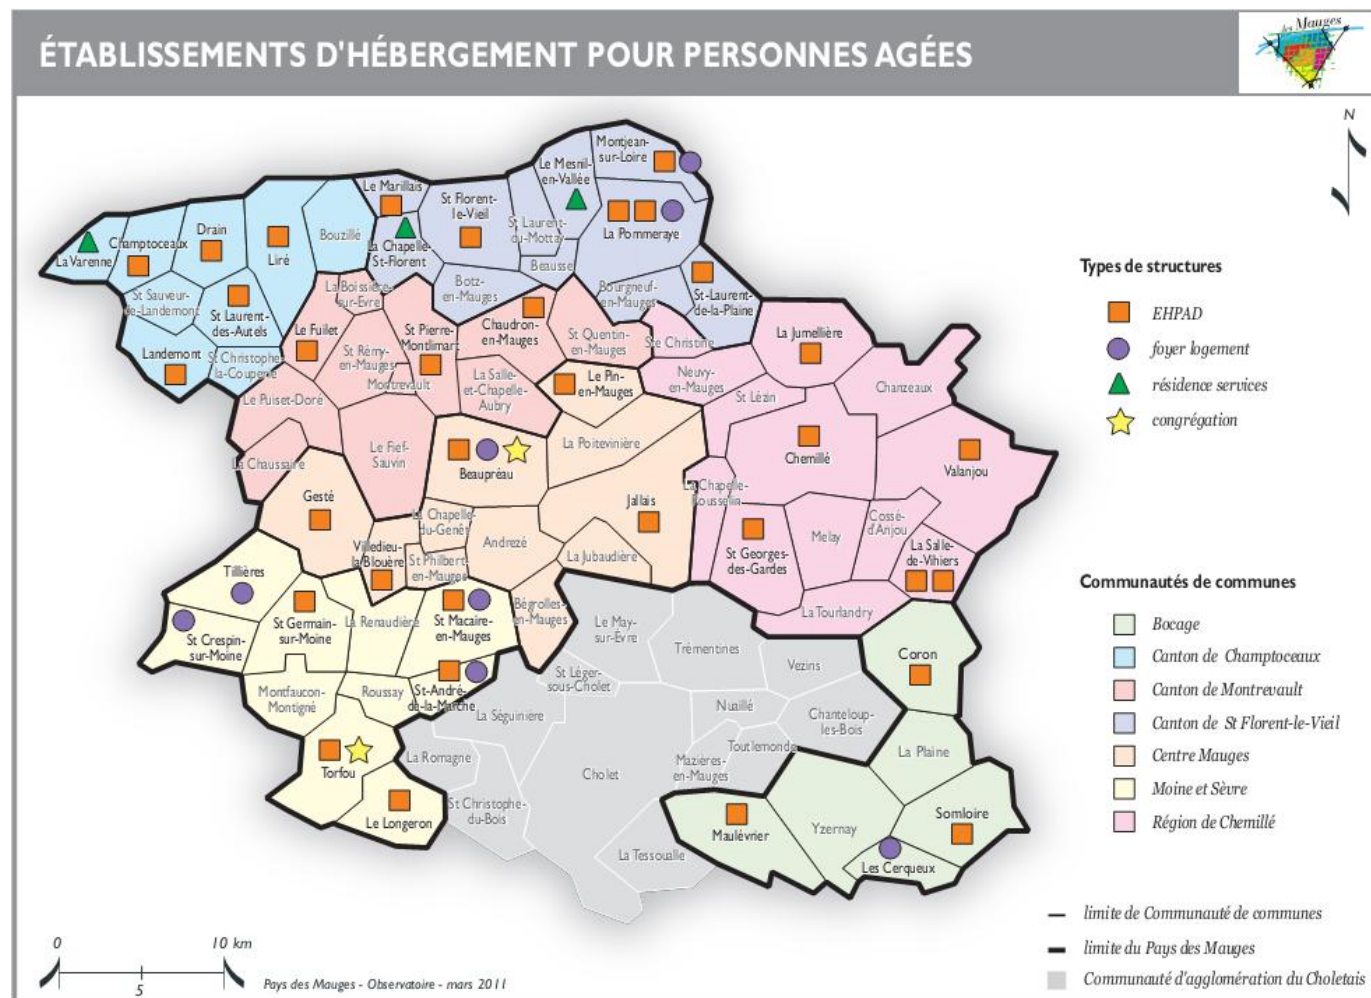 ÉTABLISSEMENTS D'HÉBERGEMENT POUR PERSONNES AGÉES
les Mauges
N
Montjean-
sur-Loire
Le Mesnil-
en-Vallée
Le Marillais
St Florent-
le-Vieil
St Laurent-
du-Mottay
La Pommeraye
Drain
Champtoceaux
La Varenne
Liré
Bouzillé
La Chapelle-
St-Florent
Beausse
Botz-
en-Mauges
Bourgneuf-
en-Mauges
St-Laurent-
de-la-Plaine
St Sauveur-
de-Landemont
St Laurent-
des-Autels
La Boissière-
sur-Evre
Landemont
St Christophe-
la-Couperie
Le Fuilet
St Rémy-
en-Mauges
St Pierre-
Montlimart
Montrevault
Chaudron-
en-Mauges
St Quentin-
en-Mauges
Ste Christine
La Jumellière
Neuvy-
en-Mauges
St Lézin
Chanzeaux
Le Puiset-Doré
La Salle-
et-Chapelle-
Aubry
Le Pin-
en-Mauges
La Chaussaire
Le Fief-
Sauvin
Beaupréau
La Poitevinière
Chemillé
Valanjou
Gesté
La Chapelle-
du-Genêt
Jallais
La Chapelle-
Rousselin
Villedieu-
la-Blouère
St Philbert-
en-Mauges
Andrezé
La Jubaudière
St Georges-
des-Gardes
Melay
Cossé-
d'Anjou
La Salle-
de-Vihiers
La Tourlandry
Tillières
St Crespin-
sur-Moine
St Germain-
sur-Moine
La Renaudière
St Macaire-
en-Mauges
Bégrolles-
en-Mauges
Le May-
sur-Evre
Trémentines
Vezins
Coron
Montfaucon-
Montigné
Roussay
St-André-
de-la-Marche
St Léger-
sous-Cholet
La Séguinière
Nuaillé
Chanteloup-
les-Bois
Toutlemonde
Mazières-
en-Mauges
La Plaine
Torfou
La Romagne
Cholet
Le Longeron
St Christophe-
du-Bois
La Tessoualle
Maulévrier
Yzernay
Somloire
Les Cerqueux
Types de structures
EHPAD
foyer logement
résidence services
congrégation
Communautés de communes
Bocage
Canton de Champtoceaux
Canton de Montrevault
Canton de St Florent-le-Vieil
Centre Mauges
Moine et Sèvre
Région de Chemillé
limite de Communauté de communes
limite du Pays des Mauges
Communauté d'agglomération du Choletais
0
10 km
5
Pays des Mauges - Observatoire - mars 2011